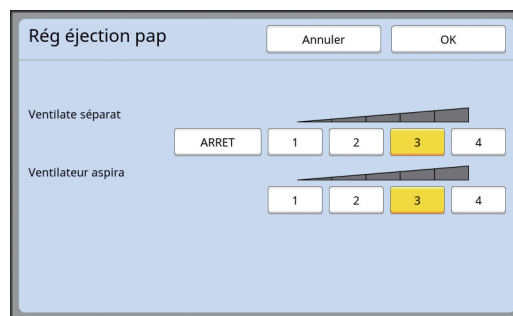 Rég éjection pap Annuler OK
Ventilate séparat
ARRET 1 2 3 4
Ventilateur aspira
1 2 3 4